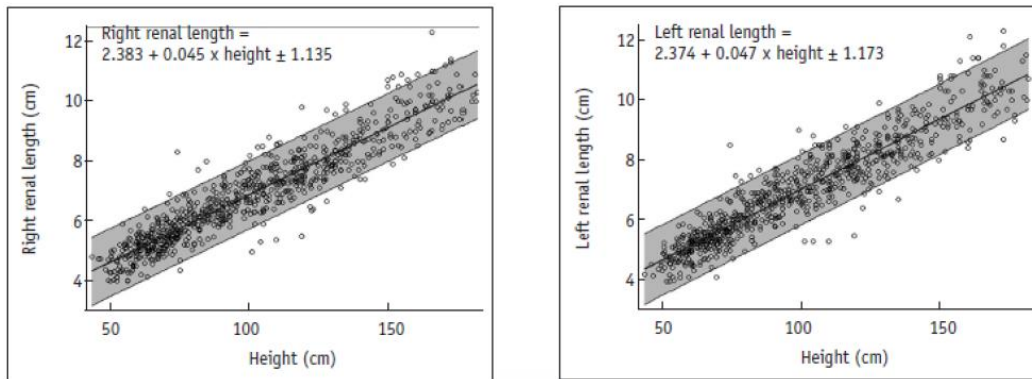 Right renal length =
2.383 + 0.045 x height ± 1.135
12
10
8
6
4
Right renal length (cm)
50 100 150
Height (cm)
Left renal length =
2.374 + 0.047 x height ± 1.173
12
10
8
6
4
Left renal length (cm)
50 100 150
Height (cm)